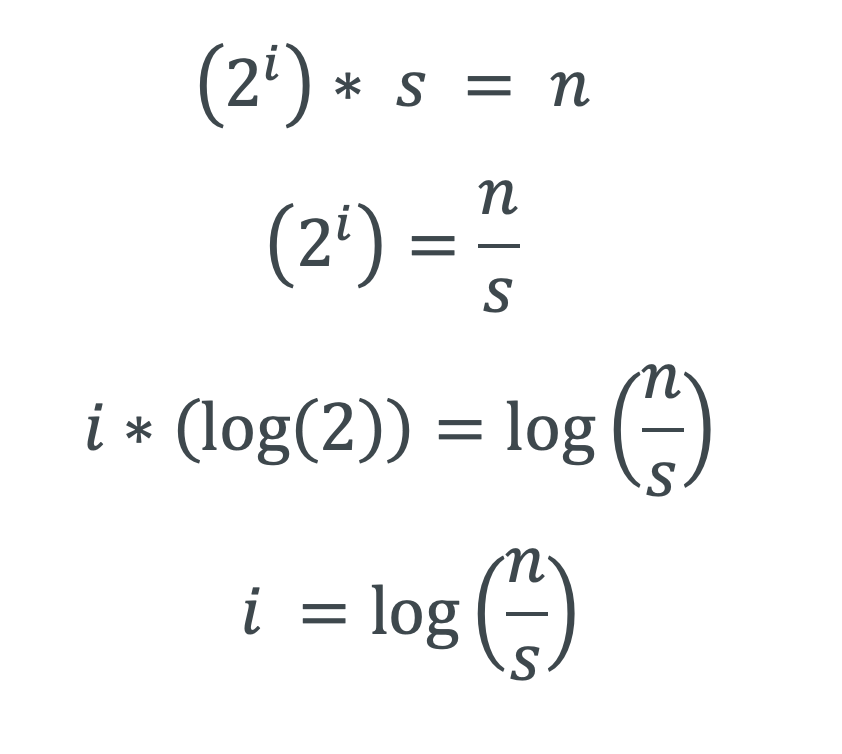 (2^i) * s = n
(2^i) = n/s
i * (log(2)) = log(n/s)
i = log(n/s)